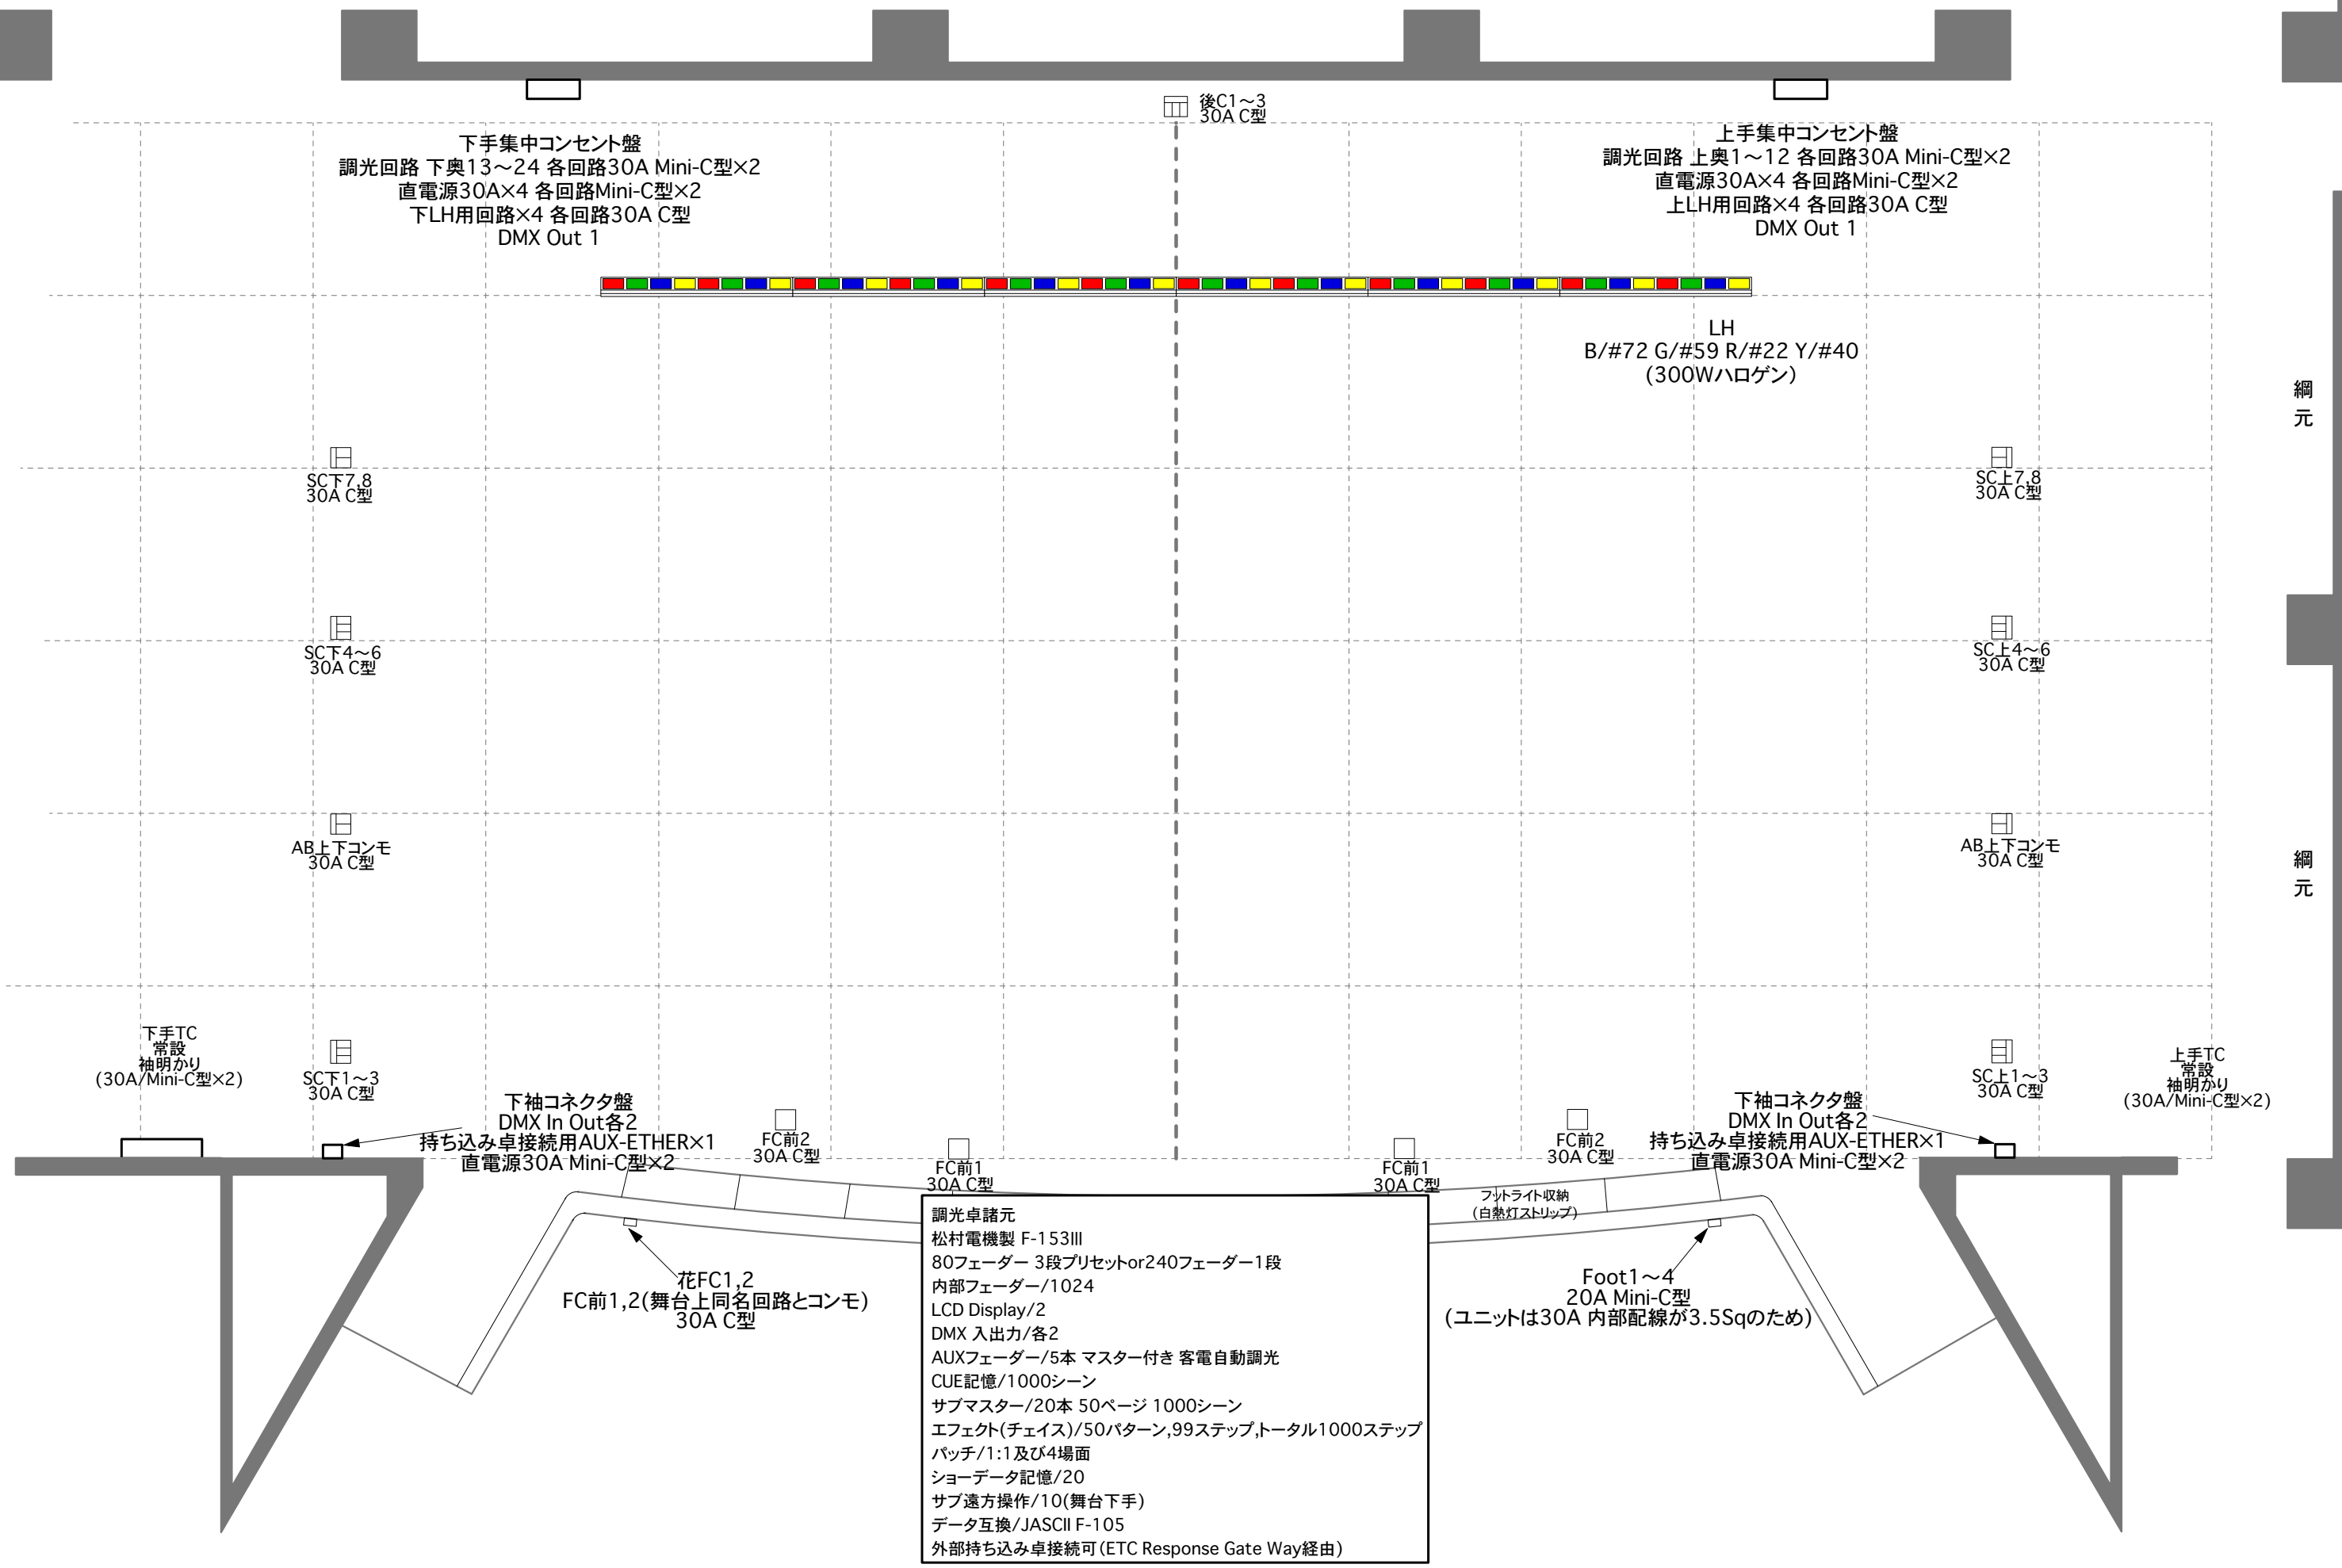 後C1～3
30A C型
下手集中コンセント盤
調光回路 下奥13～24 各回路30A Mini-C型×2
直電源30A×4 各回路Mini-C型×2
下LH用回路×4 各回路30A C型
DMX Out 1
上手集中コンセント盤
調光回路 上奥1～12 各回路30A Mini-C型×2
直電源30A×4 各回路Mini-C型×2
上LH用回路×4 各回路30A C型
DMX Out 1
LH
B/#72 G/#59 R/#22 Y/#40
(300Wハロゲン)
綱
元
SC下7,8
30A C型
SC上7,8
30A C型
SC下4～6
30A C型
SC上4～6
30A C型
AB上下コンモ
30A C型
AB上下コンモ
30A C型
綱
元
下手TC
常設
袖明かり
(30A/Mini-C型×2)
SC下1～3
30A C型
SC上1～3
30A C型
上手TC
常設
袖明かり
(30A/Mini-C型×2)
下袖コネクタ盤
DMX In Out各2
持ち込み卓接続用AUX-ETHER×1
直電源30A Mini-C型×2
FC前2
30A C型
FC前1
30A C型
FC前1
30A C型
FC前2
30A C型
下袖コネクタ盤
DMX In Out各2
持ち込み卓接続用AUX-ETHER×1
直電源30A Mini-C型×2
フットライト収納
(白熱灯ストリップ)
花FC1,2
FC前1,2(舞台上同名回路とコンモ)
30A C型
Foot1～4
20A Mini-C型
(ユニットは30A 内部配線が3.5Sqのため)
調光卓諸元
松村電機製 F-153III
80フェーダー 3段プリセットor240フェーダー1段
内部フェーダー/1024
LCD Display/2
DMX 入出力/各2
AUXフェーダー/5本 マスター付き 客電自動調光
CUE記憶/1000シーン
サブマスター/20本 50ページ 1000シーン
エフェクト(チェイス)/50パターン,99ステップ,トータル1000ステップ
パッチ/1:1及び4場面
ショーデータ記憶/20
サブ遠方操作/10(舞台下手)
データ互換/JASCII F-105
外部持ち込み卓接続可(ETC Response Gate Way経由)